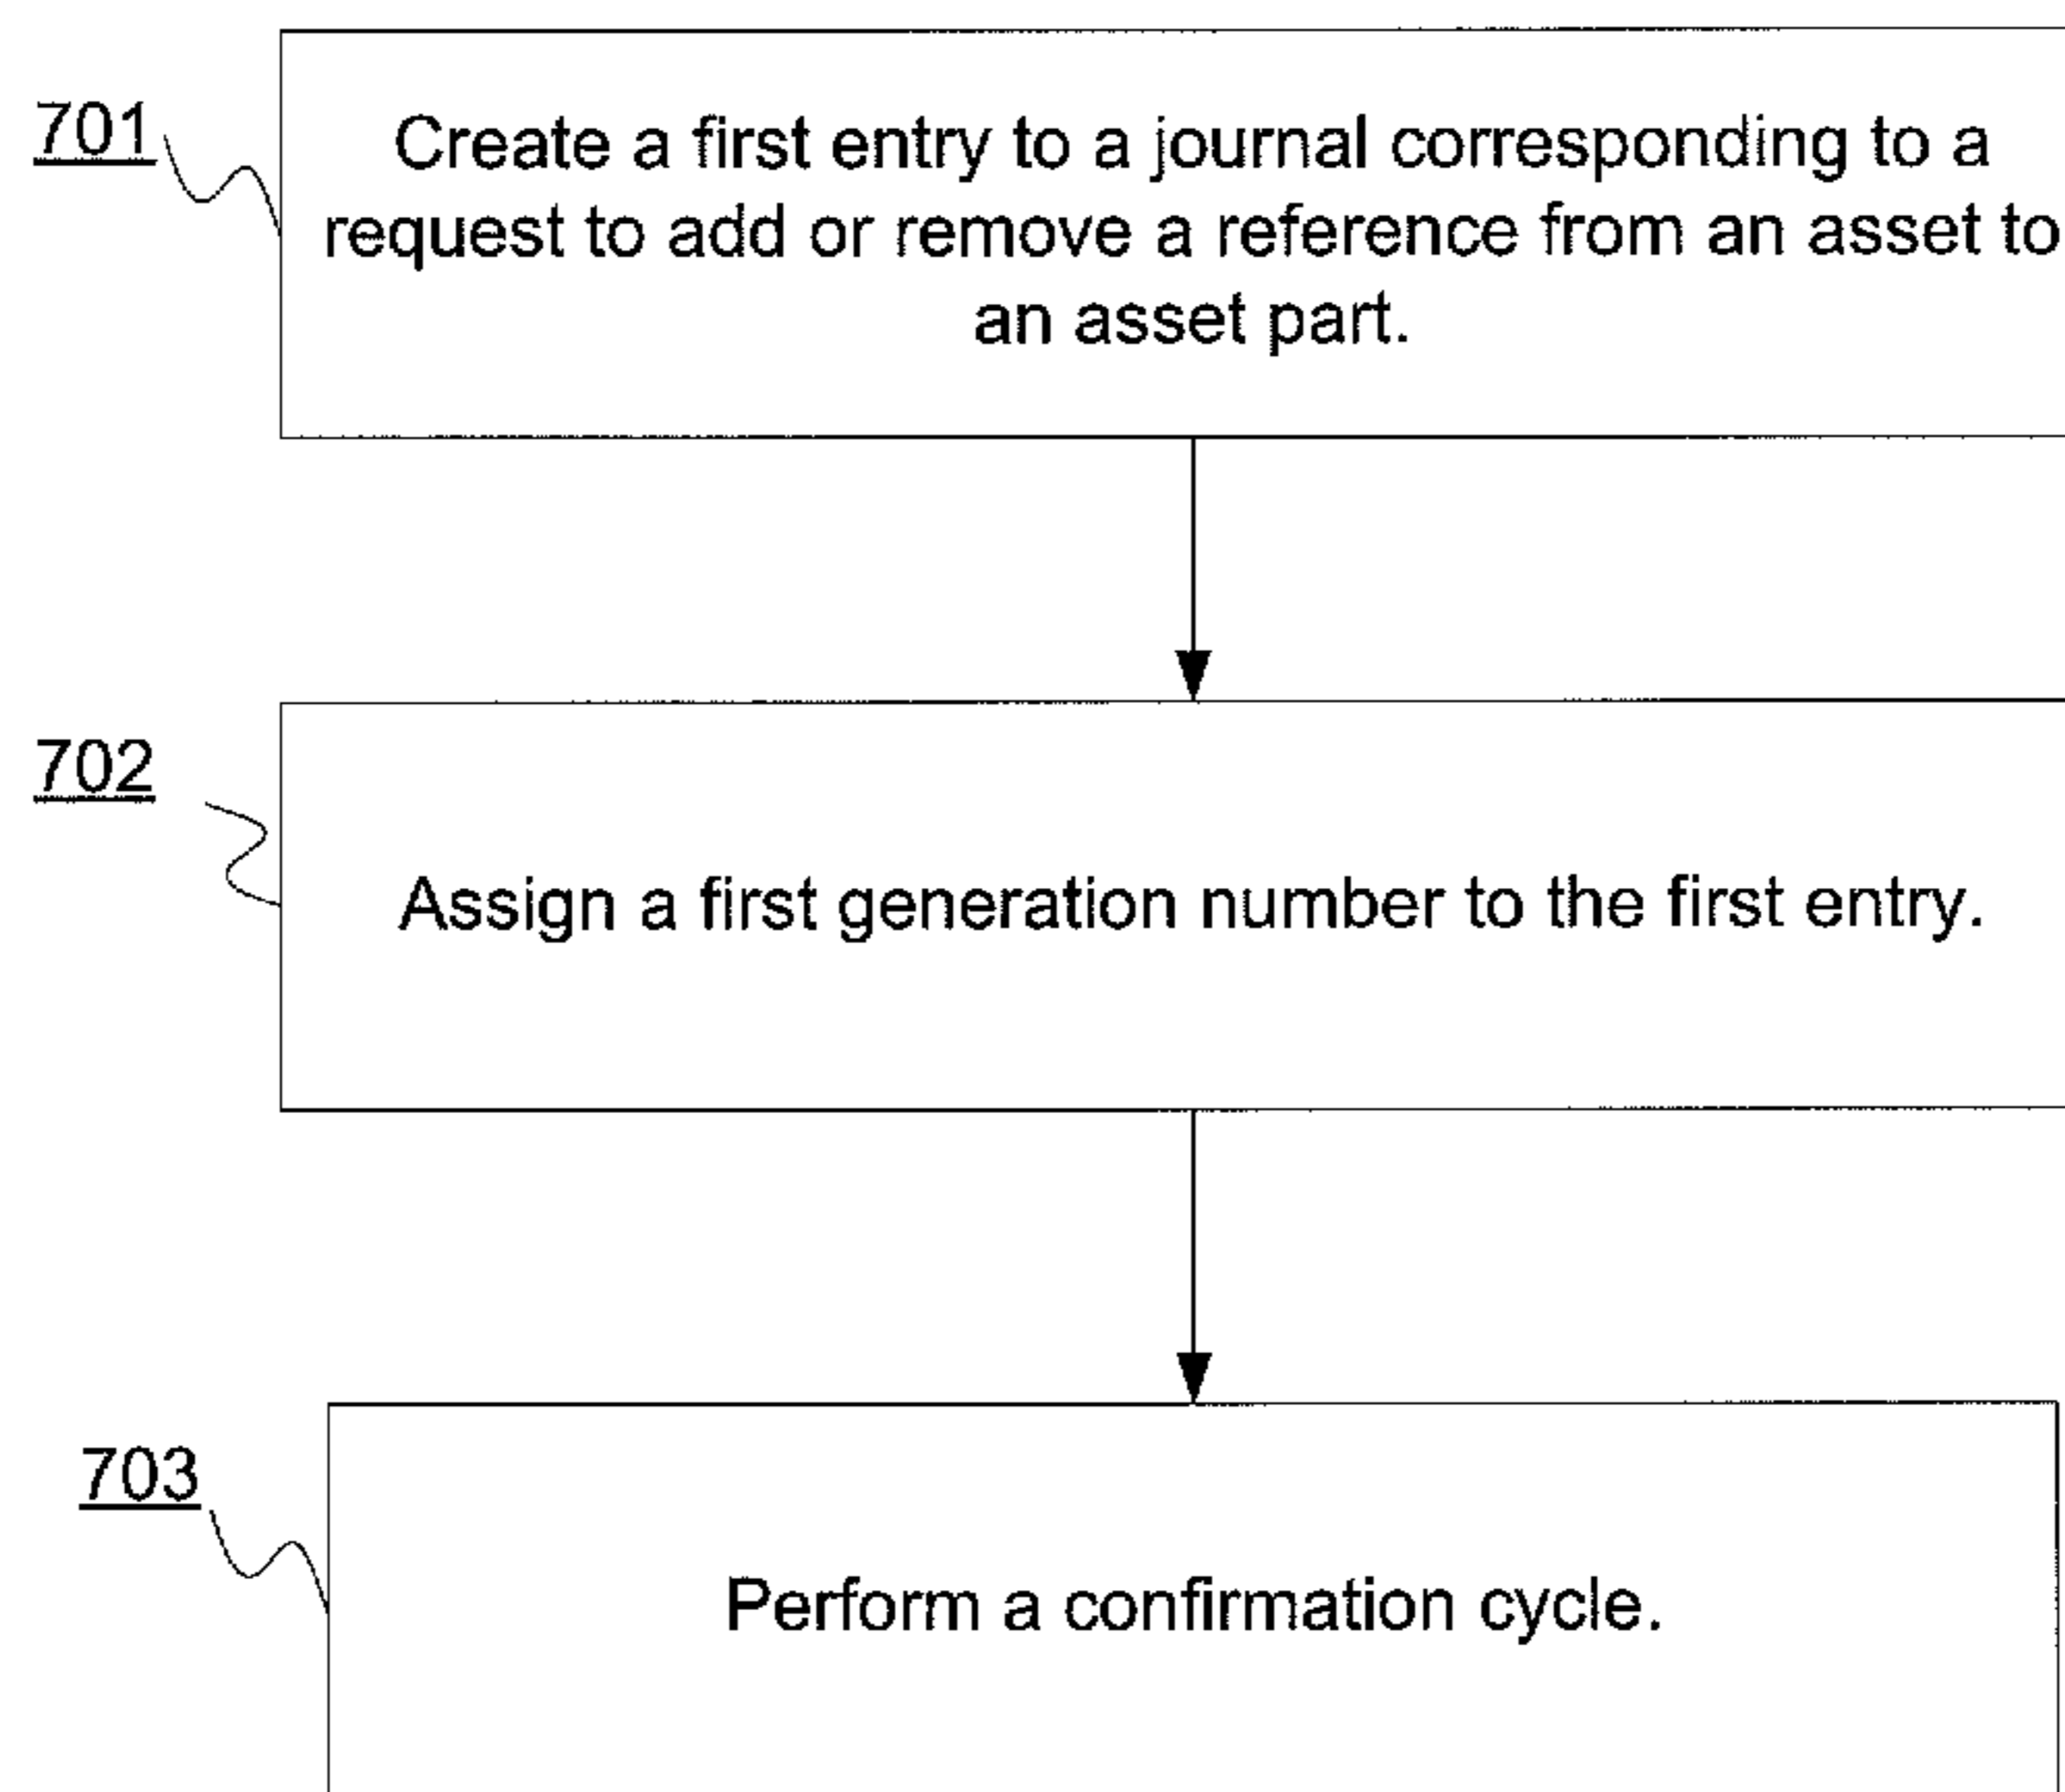 701
Create a first entry to a journal corresponding to a
request to add or remove a reference from an asset to
an asset part.
702
Assign a first generation number to the first entry.
703
Perform a confirmation cycle.